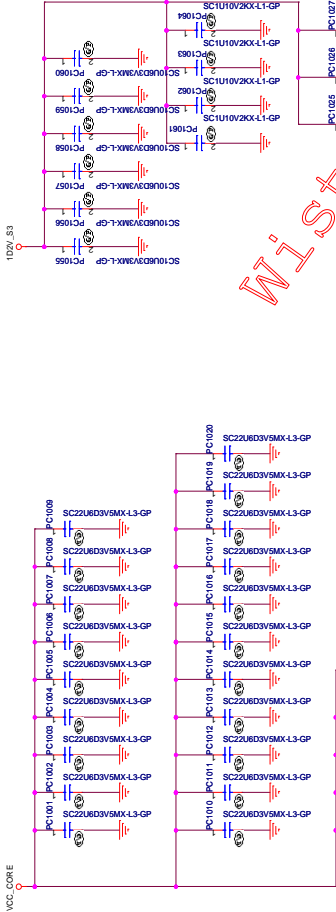 1D2V_S3
PC1060
SC10U6D3V3MX-L-GP
PC1059
SC10U6D3V3MX-L-GP
PC1058
SC10U6D3V3MX-L-GP
PC1057
SC10U6D3V3MX-L-GP
PC1056
SC10U6D3V3MX-L-GP
PC1055
SC10U6D3V3MX-L-GP
PC1064
SC1U10V2KX-L1-GP
PC1063
SC1U10V2KX-L1-GP
PC1062
SC1U10V2KX-L1-GP
PC1061
SC1U10V2KX-L1-GP
PC1027
PC1026
PC1025
Wist
VCC_CORE
PC1009
SC22U6D3V5MX-L3-GP
PC1008
SC22U6D3V5MX-L3-GP
PC1007
SC22U6D3V5MX-L3-GP
PC1006
SC22U6D3V5MX-L3-GP
PC1005
SC22U6D3V5MX-L3-GP
PC1004
SC22U6D3V5MX-L3-GP
PC1003
SC22U6D3V5MX-L3-GP
PC1002
SC22U6D3V5MX-L3-GP
PC1001
SC22U6D3V5MX-L3-GP
PC1020
SC22U6D3V5MX-L3-GP
PC1019
SC22U6D3V5MX-L3-GP
PC1018
SC22U6D3V5MX-L3-GP
PC1017
SC22U6D3V5MX-L3-GP
PC1016
SC22U6D3V5MX-L3-GP
PC1015
SC22U6D3V5MX-L3-GP
PC1014
SC22U6D3V5MX-L3-GP
PC1013
SC22U6D3V5MX-L3-GP
PC1012
SC22U6D3V5MX-L3-GP
PC1011
SC22U6D3V5MX-L3-GP
PC1010
SC22U6D3V5MX-L3-GP